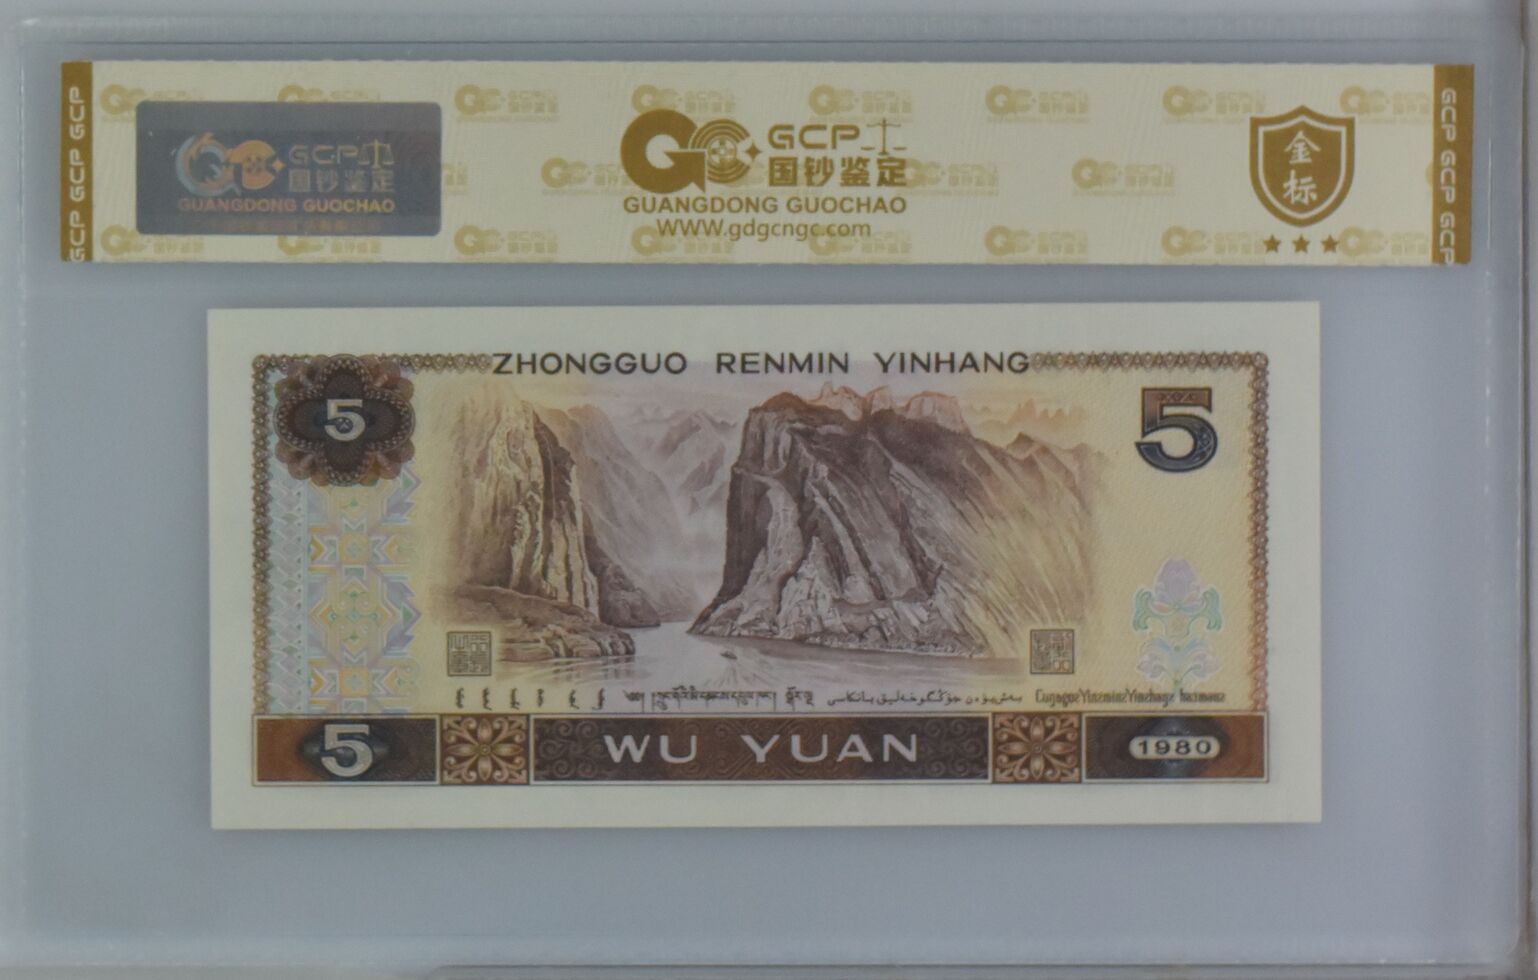 GCP GCP GCP
GCP
国钞鉴定
GUANGDONG GUOCHAO
GCP
国钞鉴定
GUANGDONG GUOCHAO
WWW.gdgcngc.com
金标
GCP GCP GCP
ZHONGGUO RENMIN YINHANG
5
5
5 WU YUAN 1980